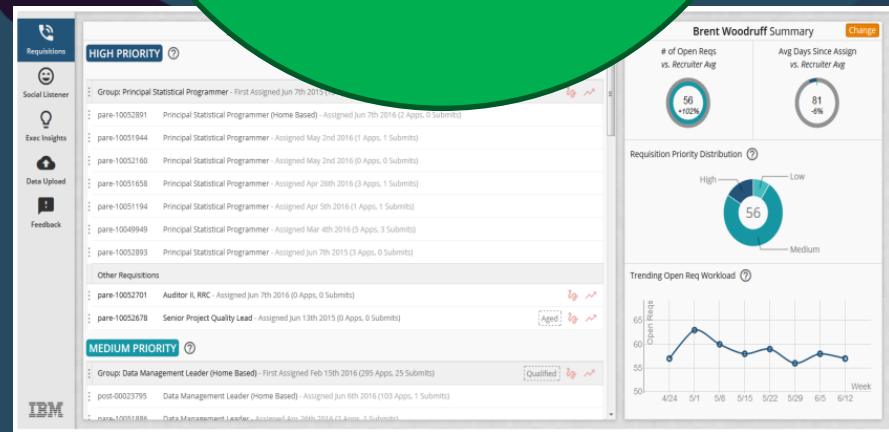 Requisitions
Social Listener
Exec Insights
Data Upload
Feedback
IBM
HIGH PRIORITY ?
Group: Principal Statistical Programmer - First Assigned Jun 7th 2015
pare-10052891 Principal Statistical Programmer (Home Based) - Assigned Jun 7th 2016 (2 Apps, 0 Submits)
pare-10051944 Principal Statistical Programmer - Assigned May 2nd 2016 (1 Apps, 1 Submits)
pare-10052160 Principal Statistical Programmer - Assigned May 2nd 2016 (0 Apps, 0 Submits)
pare-10051658 Principal Statistical Programmer - Assigned Apr 26th 2016 (3 Apps, 1 Submits)
pare-10051194 Principal Statistical Programmer - Assigned Apr 5th 2016 (1 Apps, 1 Submits)
pare-10049949 Principal Statistical Programmer - Assigned Mar 4th 2016 (5 Apps, 3 Submits)
pare-10052893 Principal Statistical Programmer - Assigned Jun 7th 2015 (3 Apps, 0 Submits)
Other Requisitions
pare-10052701 Auditor II, RRC - Assigned Jun 7th 2016 (0 Apps, 0 Submits)
pare-10052678 Senior Project Quality Lead - Assigned Jun 13th 2015 (0 Apps, 0 Submits) Aged
MEDIUM PRIORITY ?
Group: Data Management Leader (Home Based) - First Assigned Feb 15th 2016 (295 Apps, 25 Submits) Qualified
post-00023795 Data Management Leader (Home Based) - Assigned Jun 6th 2016 (103 Apps, 1 Submits)
pare-10051886 Data Management Leader - Assigned Apr 26th 2016
Brent Woodruff Summary Change
# of Open Reqs
vs. Recruiter Avg
56
+102%
Avg Days Since Assign
vs. Recruiter Avg
81
-6%
Requisition Priority Distribution ?
High
Low
56
Medium
Trending Open Req Workload ?
Open Reqs
65
60
55
50
Week
4/24 5/1 5/8 5/15 5/22 5/29 6/5 6/12